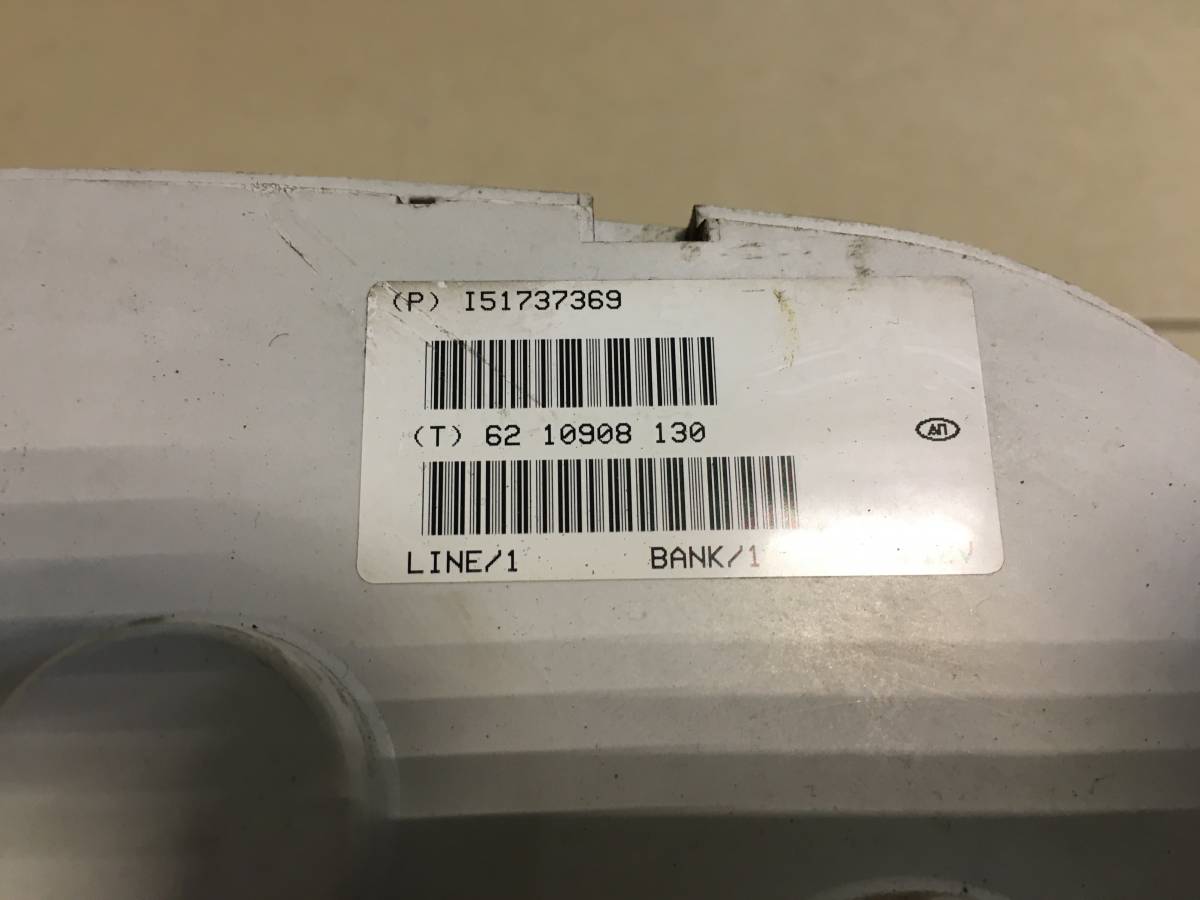 (P) I51737369
(T) 62 10908 130
LINE/1 BANK/1